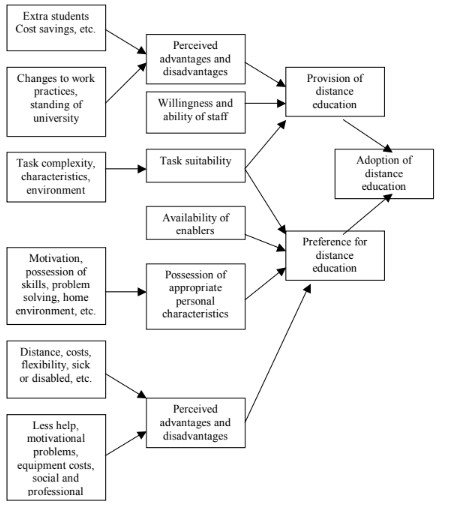 Extra students
Cost savings, etc.
Changes to work
practices,
standing of
university
Task complexity,
characteristics,
environment
Motivation,
possession of
skills, problem
solving, home
environment, etc.
Distance, costs,
flexibility, sick
or disabled, etc.
Less help,
motivational
problems,
equipment costs,
social and
professional
Perceived
advantages and
disadvantages
Willingness and
ability of staff
Task suitability
Availability of
enablers
Possession of
appropriate
personal
characteristics
Perceived
advantages and
disadvantages
Provision of
distance
education
Preference for
distance
education
Adoption of
distance
education